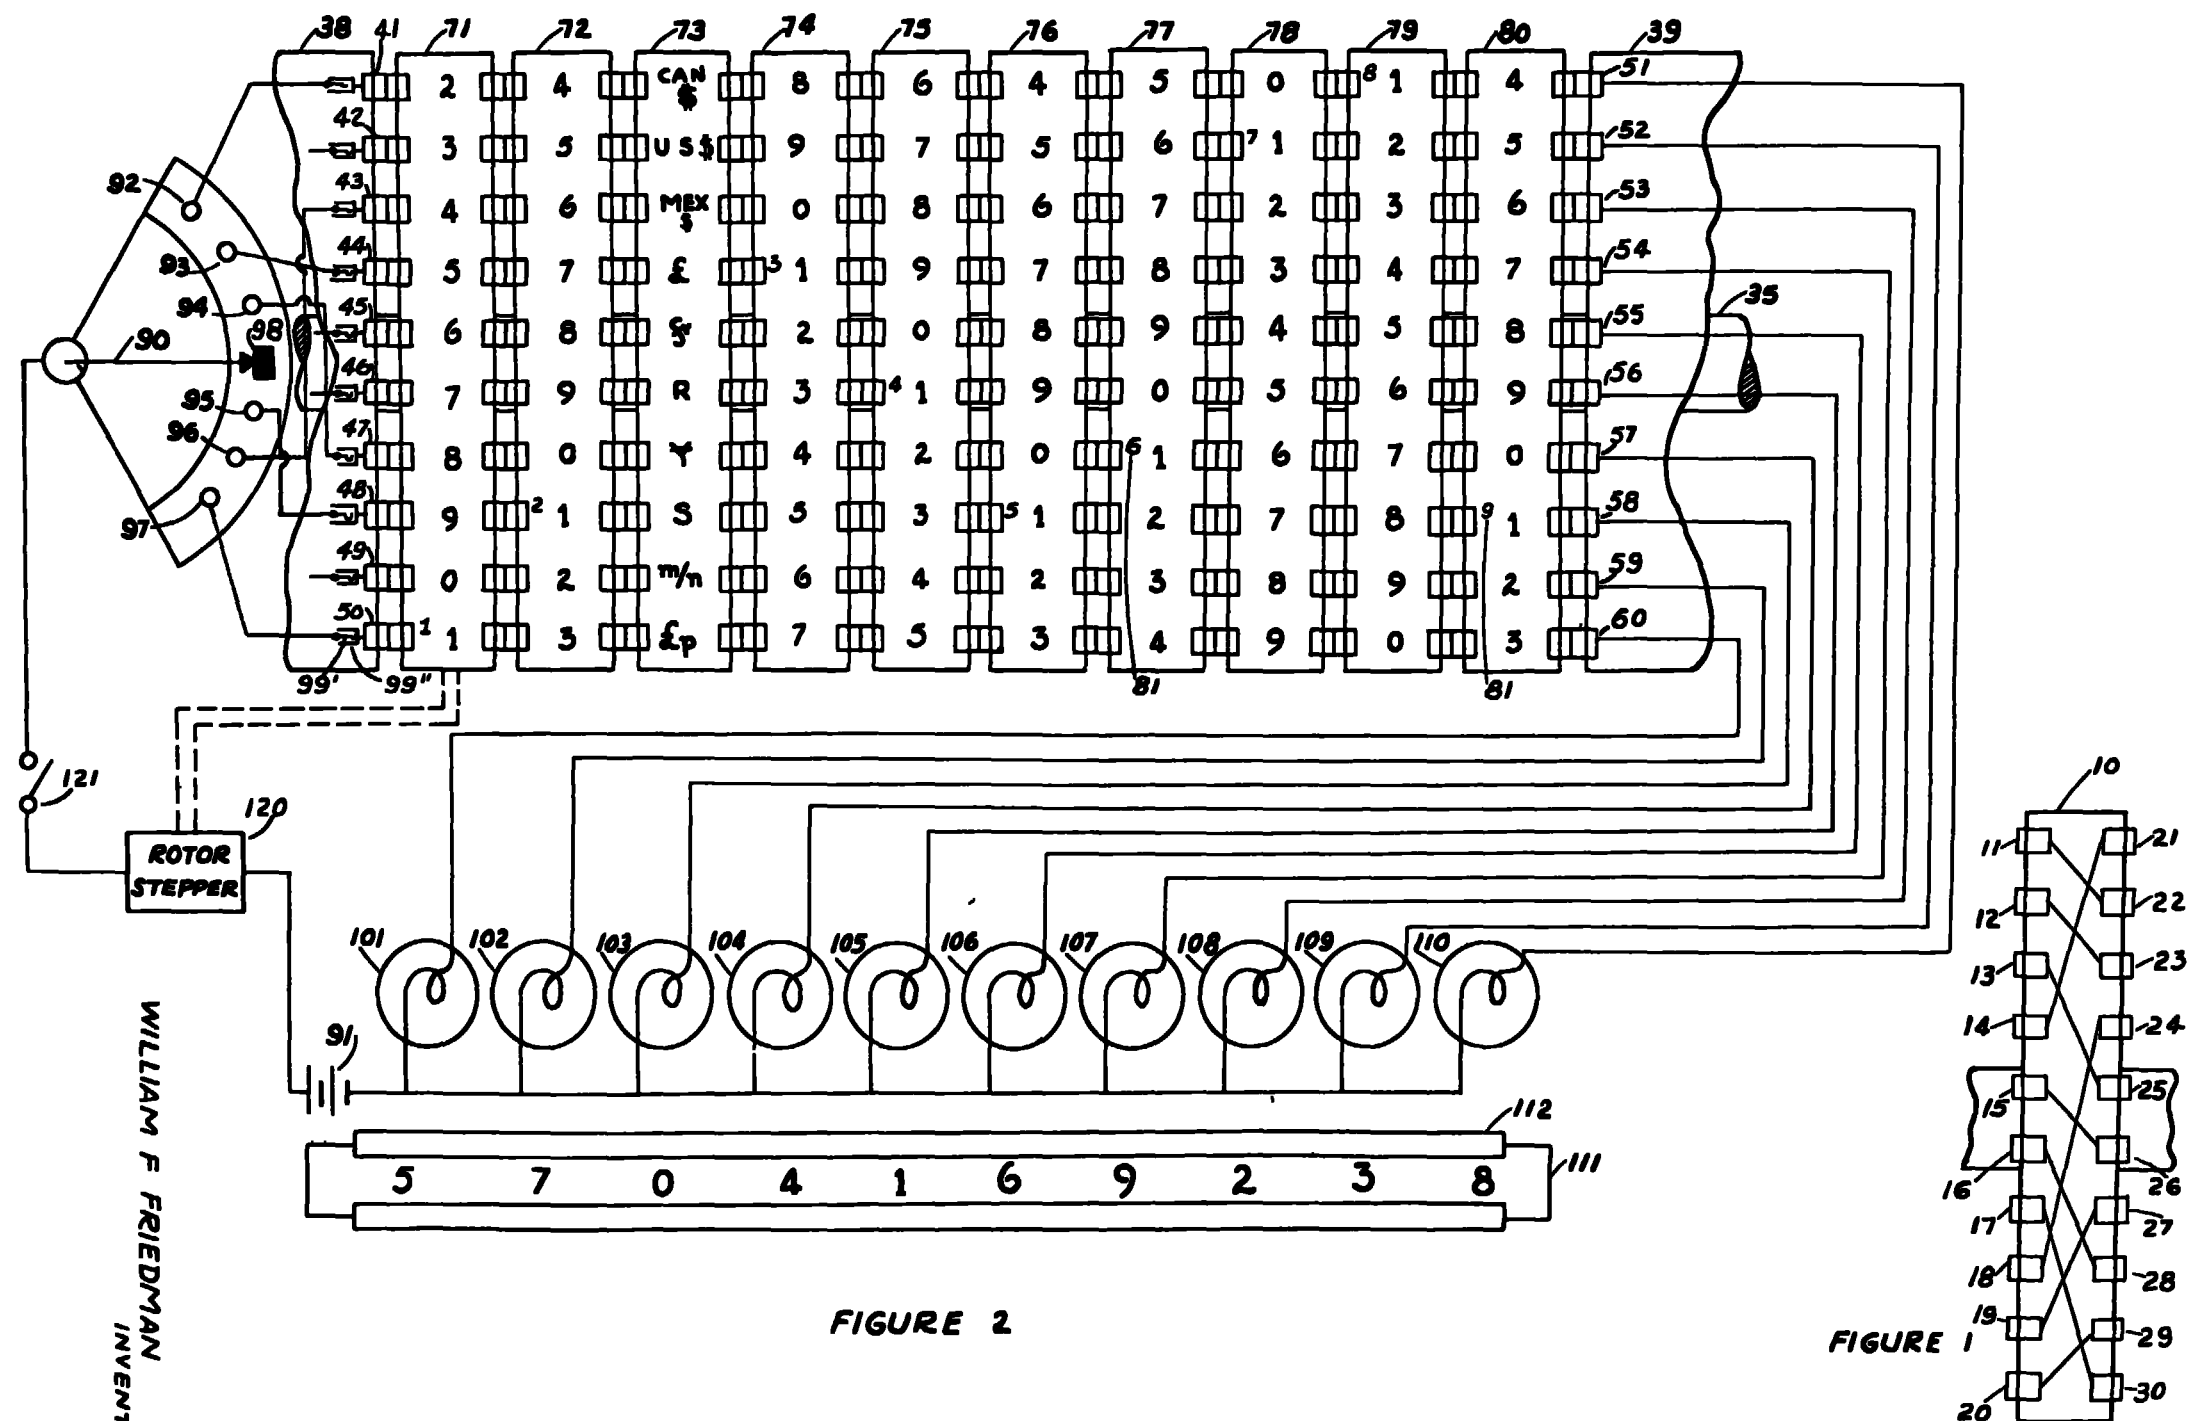 38 41 71 72 73 74 75 76 77 78 79 80 39
2 4 CAN $ 8 6 4 5 0 8 1 4 51
42 3 5 US$ 9 7 5 6 7 1 2 5 52
43 4 6 MEX $ 0 8 6 7 2 3 6 53
44 5 7 £ 3 1 9 7 8 3 4 7 54
45 6 8 2 0 8 9 4 5 8 55
46 7 9 R 3 4 1 9 0 5 6 9 56
47 8 0 Y 4 2 0 6 1 6 7 0 57
48 9 2 1 S 5 3 5 1 2 7 8 9 1 58
49 0 2 m/n 6 4 2 3 8 9 2 59
50 1 1 3 £p 7 5 3 4 9 0 3 60
92
93
94
90 98
95
96
97
35
99' 99"
81 81
121
120
ROTOR
STEPPER
101 102 103 104 105 106 107 108 109 110
91
112
5 7 0 4 1 6 9 2 3 8
111
FIGURE 2
WILLIAM F FRIEDMAN
INVENT
10
11 21
12 22
13 23
14 24
15 25
16 26
17 27
18 28
19 29
20 30
FIGURE 1